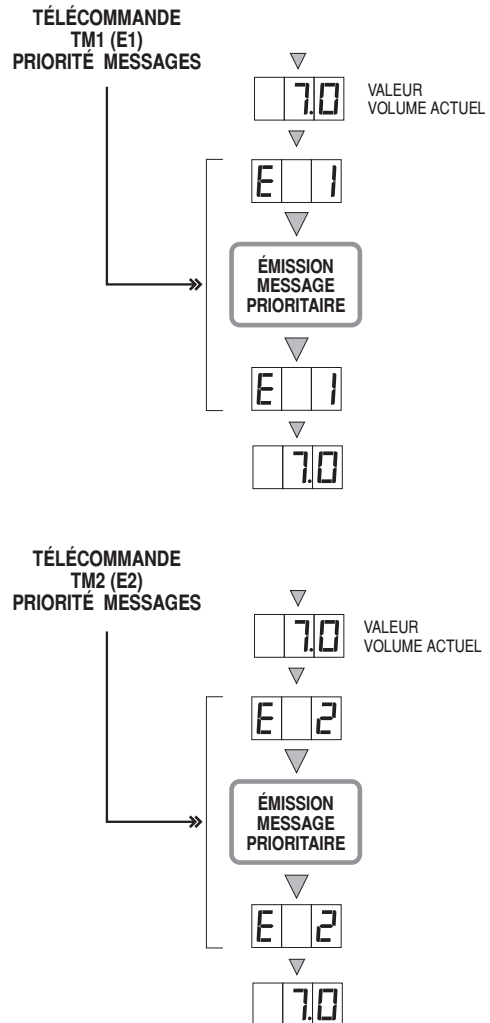 TÉLÉCOMMANDE
TM1 (E1)
PRIORITÉ MESSAGES
7.0
VALEUR
VOLUME ACTUEL
E 1
ÉMISSION
MESSAGE
PRIORITAIRE
E 1
7.0
TÉLÉCOMMANDE
TM2 (E2)
PRIORITÉ MESSAGES
7.0
VALEUR
VOLUME ACTUEL
E 2
ÉMISSION
MESSAGE
PRIORITAIRE
E 2
7.0